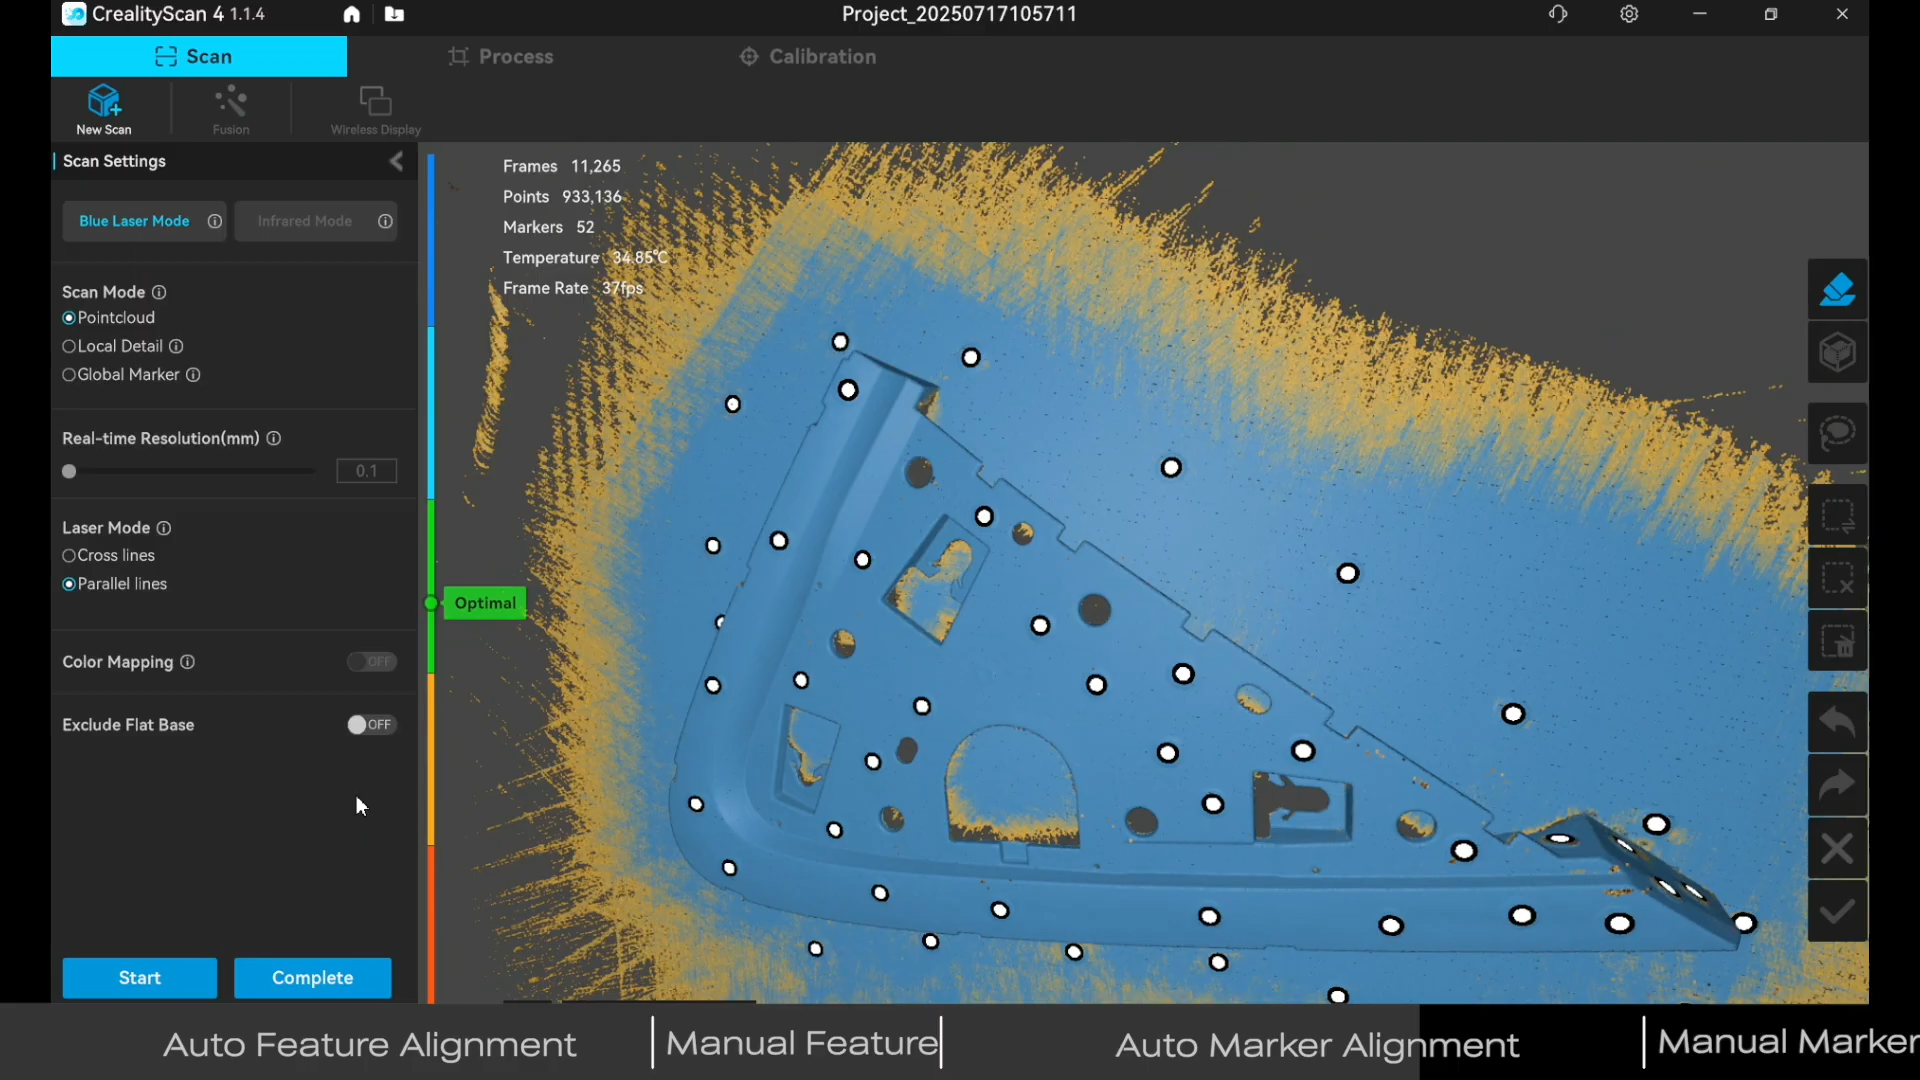 CrealityScan 4 1.1.4
Project_20250717105711
Scan
Process
Calibration
New Scan
Fusion
Wireless Display
Scan Settings
Blue Laser Mode
Infrared Mode
Scan Mode
Pointcloud
Local Detail
Global Marker
Real-time Resolution(mm)
0.1
Laser Mode
Cross lines
Parallel lines
Color Mapping
OFF
Exclude Flat Base
OFF
Start
Complete
Frames 11,265
Points 933,136
Markers 52
Temperature 34.85℃
Frame Rate 37fps
Optimal
Auto Feature Alignment
Manual Feature
Auto Marker Alignment
Manual Marker